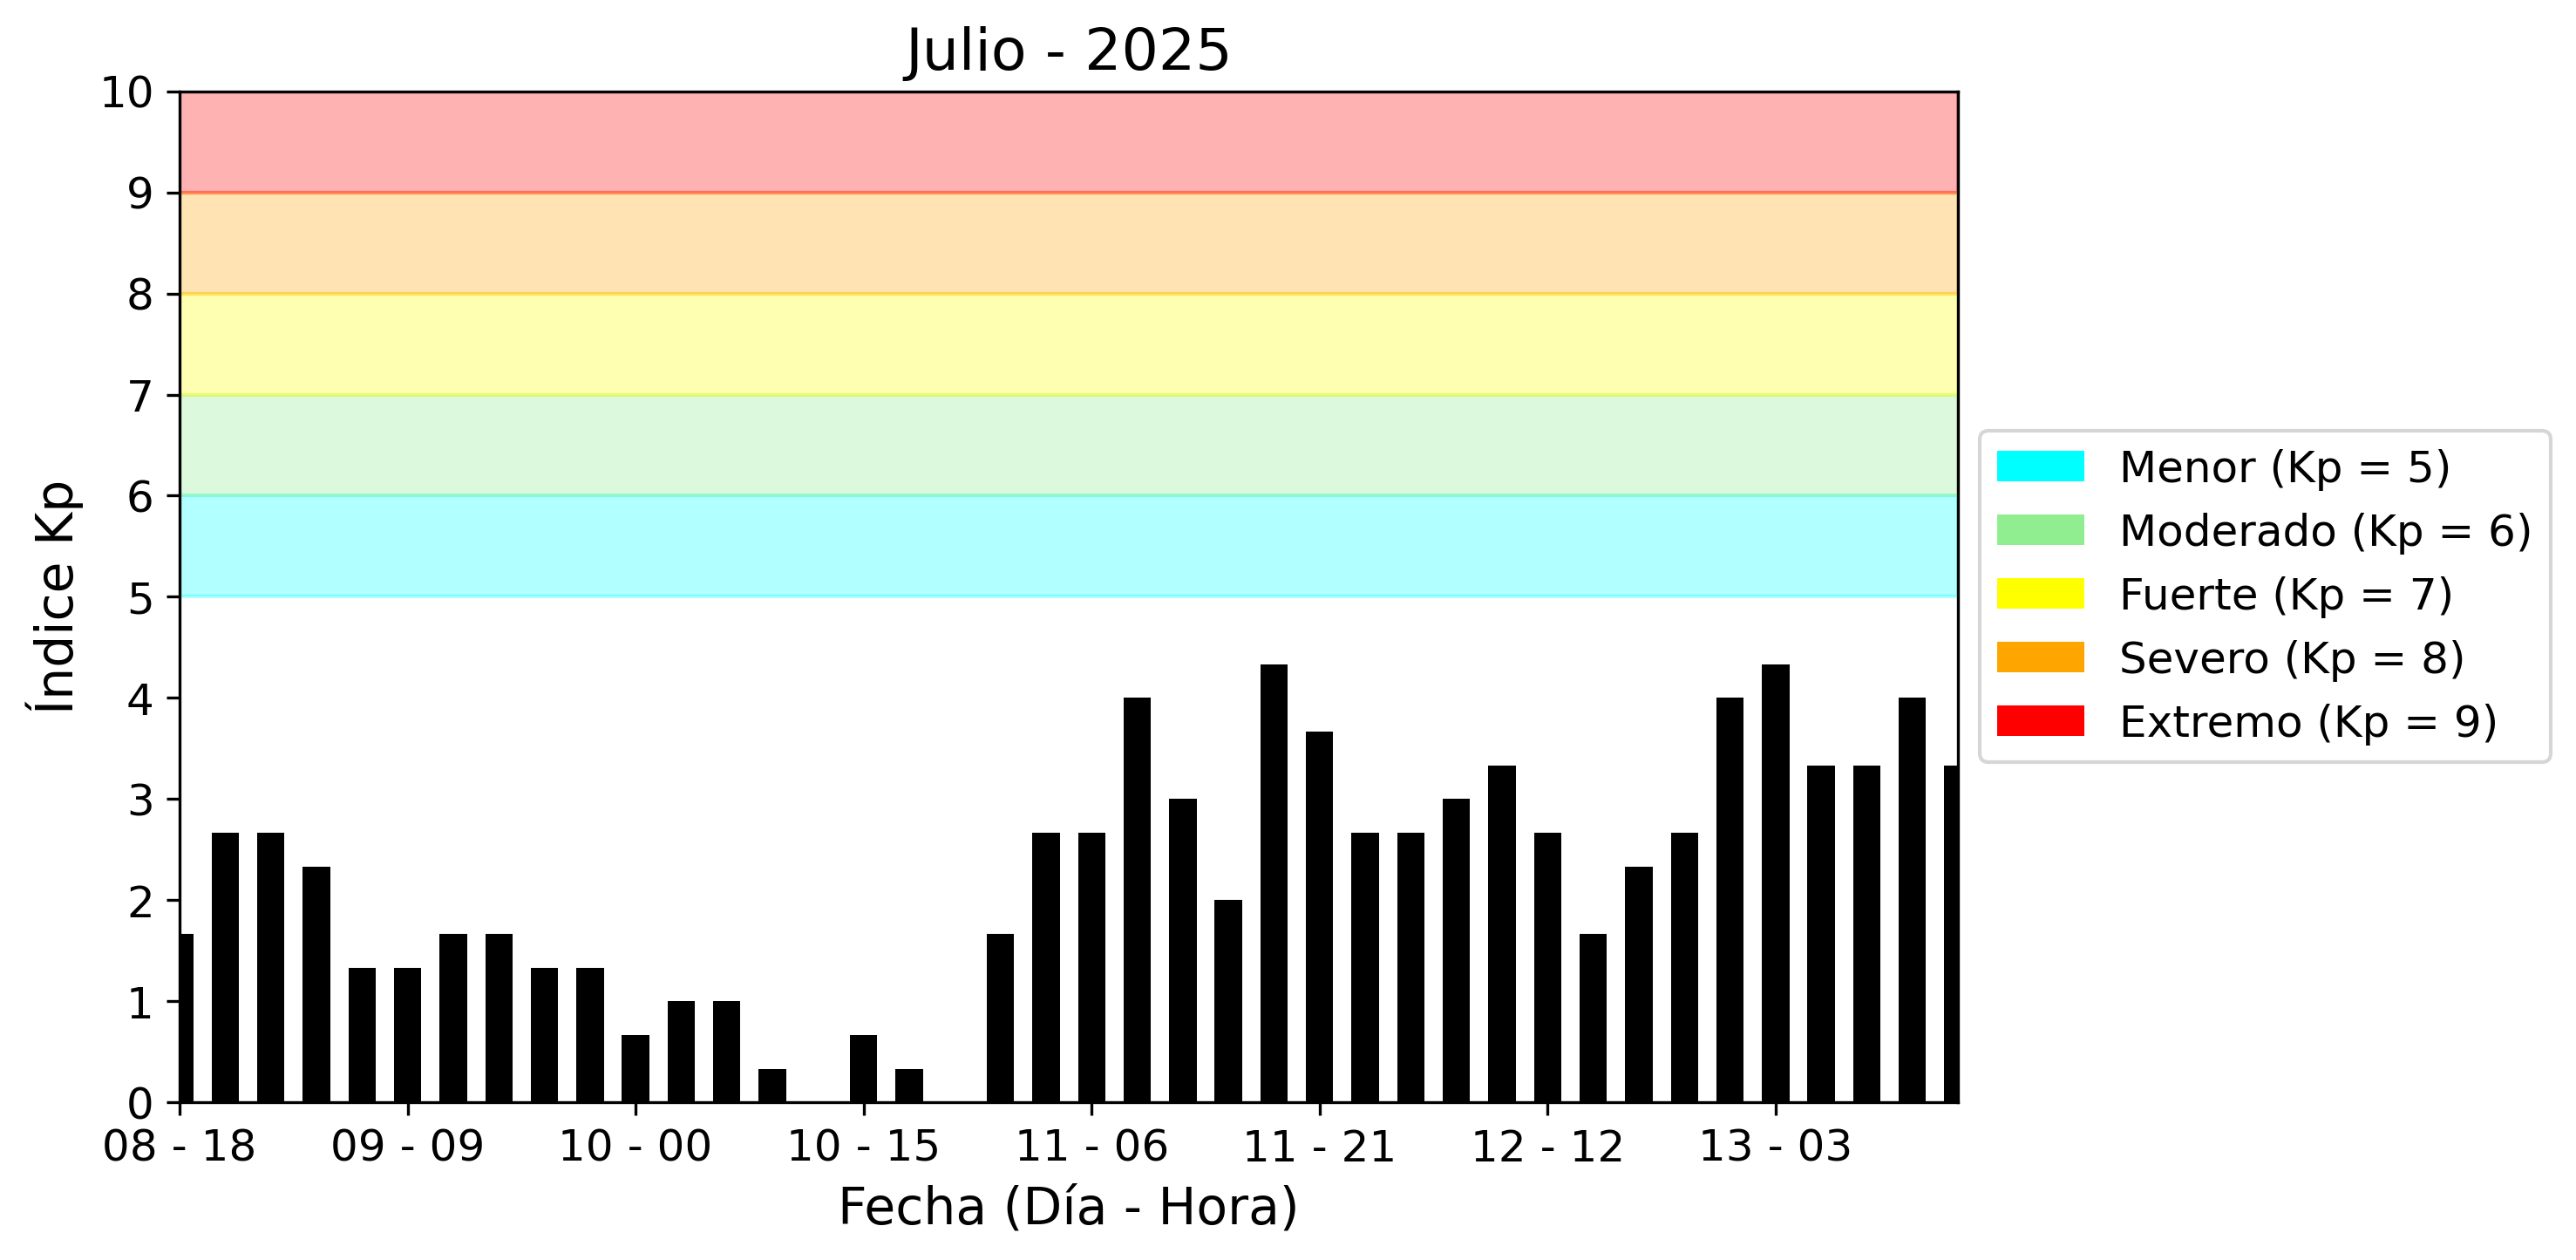 Julio - 2025
10
9
8
7
6
5
4
3
2
1
0
Índice Kp
08 - 18
09 - 09
10 - 00
10 - 15
11 - 06
11 - 21
12 - 12
13 - 03
Fecha (Día - Hora)
Menor (Kp = 5)
Moderado (Kp = 6)
Fuerte (Kp = 7)
Severo (Kp = 8)
Extremo (Kp = 9)